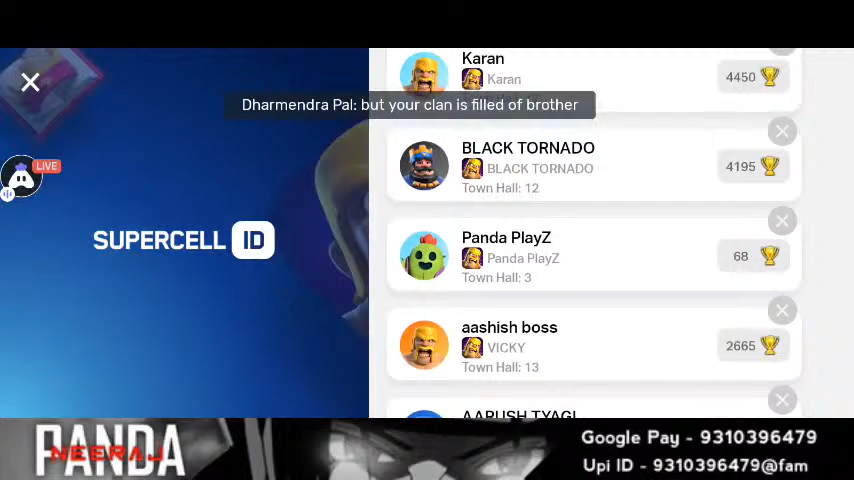 Karan
Karan
4450
Dharmendra Pal: but your clan is filled of brother
LIVE
BLACK TORNADO
BLACK TORNADO
Town Hall: 12
4195
SUPERCELL ID
Panda PlayZ
Panda PlayZ
Town Hall: 3
68
aashish boss
VICKY
Town Hall: 13
2665
AARUSH TYAGI
PANDA
NEERAJ
Google Pay - 9310396479
Upi ID - 9310396479@fam